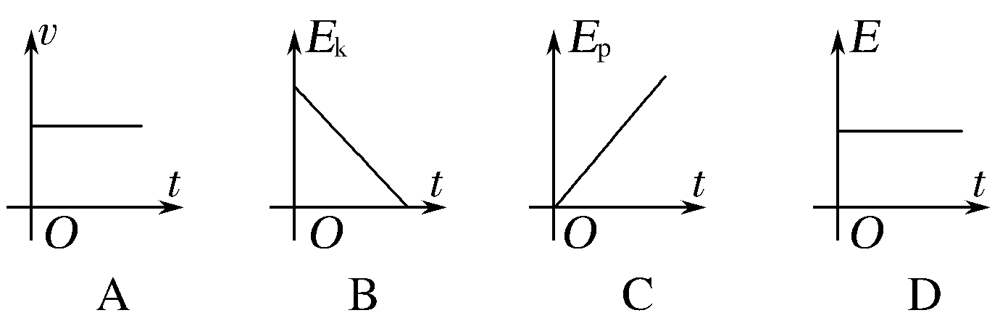 v Eₖ Eₚ E
t t t t
O O O O
A B C D